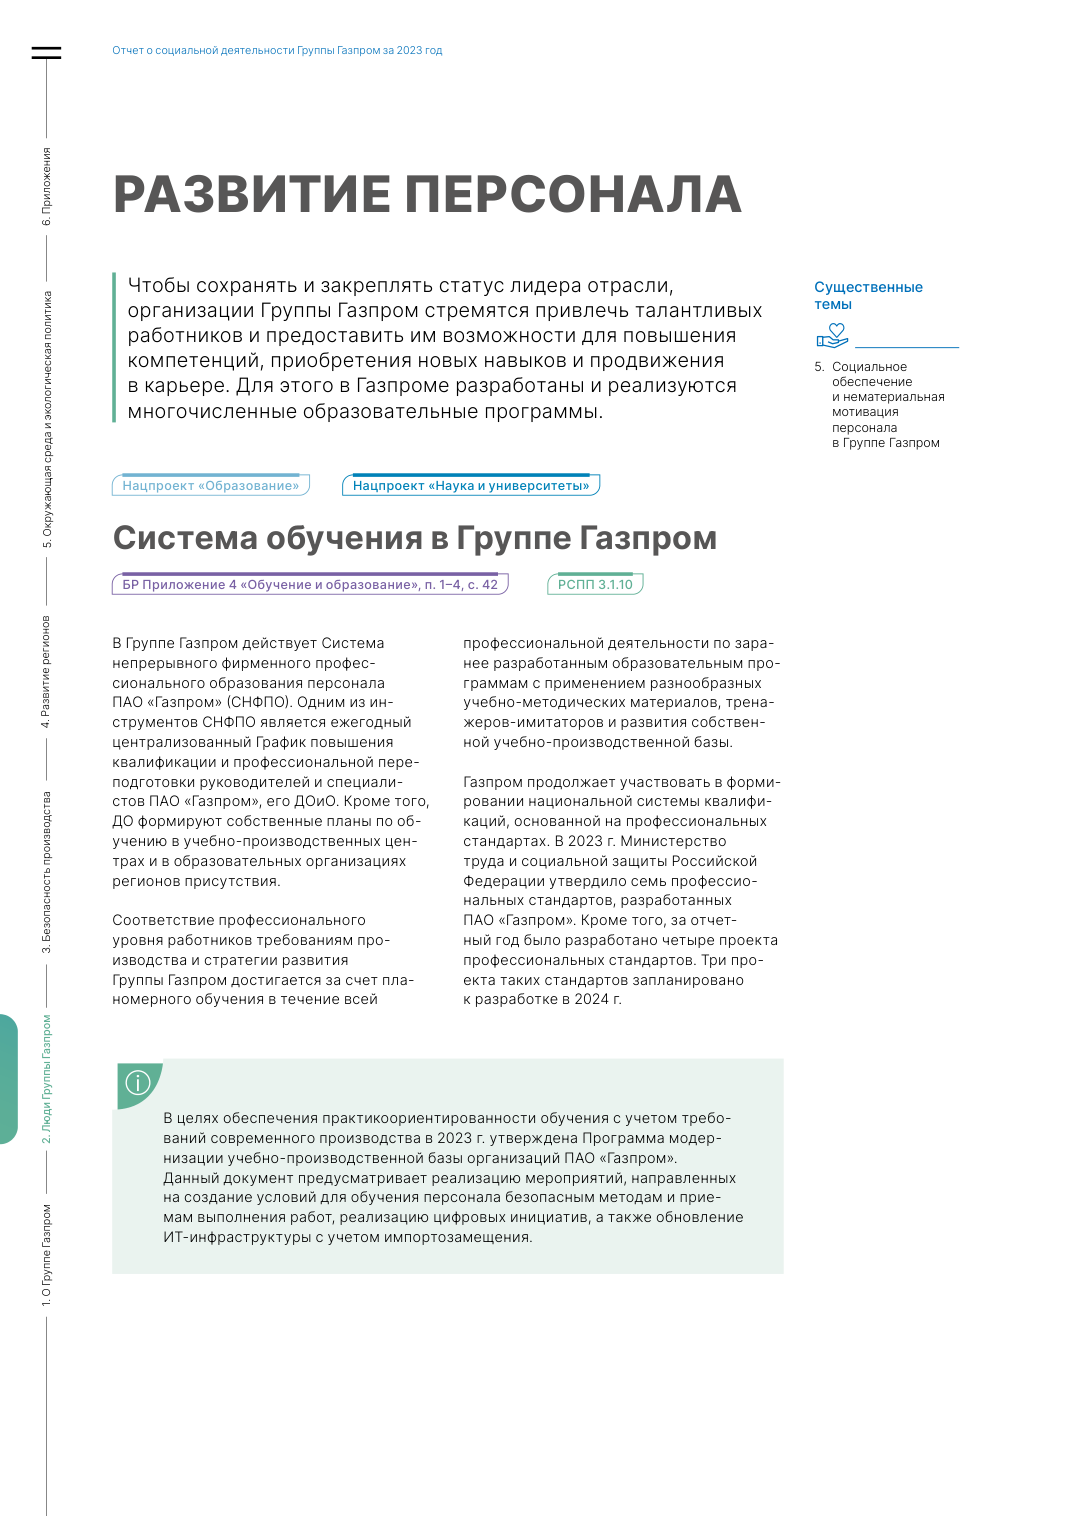 Отчет о социальной деятельности Группы Газпром за 2023 год
6. Приложения
5. Окружающая среда и экологическая политика
4. Развитие регионов
3. Безопасность производства
2. Люди Группы Газпром
1. О Группе Газпром
РАЗВИТИЕ ПЕРСОНАЛА
Чтобы сохранять и закреплять статус лидера отрасли,
организации Группы Газпром стремятся привлечь талантливых
работников и предоставить им возможности для повышения
компетенций, приобретения новых навыков и продвижения
в карьере. Для этого в Газпроме разработаны и реализуются
многочисленные образовательные программы.
Существенные
темы
5. Социальное
обеспечение
и нематериальная
мотивация
персонала
в Группе Газпром
Нацпроект «Образование»
Нацпроект «Наука и университеты»
Система обучения в Группе Газпром
БР Приложение 4 «Обучение и образование», п. 1–4, с. 42
РСПП 3.1.10
В Группе Газпром действует Система
непрерывного фирменного профес-
сионального образования персонала
ПАО «Газпром» (СНФПО). Одним из ин-
струментов СНФПО является ежегодный
централизованный График повышения
квалификации и профессиональной пере-
подготовки руководителей и специали-
стов ПАО «Газпром», его ДОиО. Кроме того,
ДО формируют собственные планы по об-
учению в учебно-производственных цен-
трах и в образовательных организациях
регионов присутствия.
Соответствие профессионального
уровня работников требованиям про-
изводства и стратегии развития
Группы Газпром достигается за счет пла-
номерного обучения в течение всей
профессиональной деятельности по зара-
нее разработанным образовательным про-
граммам с применением разнообразных
учебно-методических материалов, трена-
жеров-имитаторов и развития собствен-
ной учебно-производственной базы.
Газпром продолжает участвовать в форми-
ровании национальной системы квалифи-
каций, основанной на профессиональных
стандартах. В 2023 г. Министерство
труда и социальной защиты Российской
Федерации утвердило семь профессио-
нальных стандартов, разработанных
ПАО «Газпром». Кроме того, за отчет-
ный год было разработано четыре проекта
профессиональных стандартов. Три про-
екта таких стандартов запланировано
к разработке в 2024 г.
В целях обеспечения практикоориентированности обучения с учетом требо-
ваний современного производства в 2023 г. утверждена Программа модер-
низации учебно-производственной базы организаций ПАО «Газпром».
Данный документ предусматривает реализацию мероприятий, направленных
на создание условий для обучения персонала безопасным методам и прие-
мам выполнения работ, реализацию цифровых инициатив, а также обновление
ИТ-инфраструктуры с учетом импортозамещения.